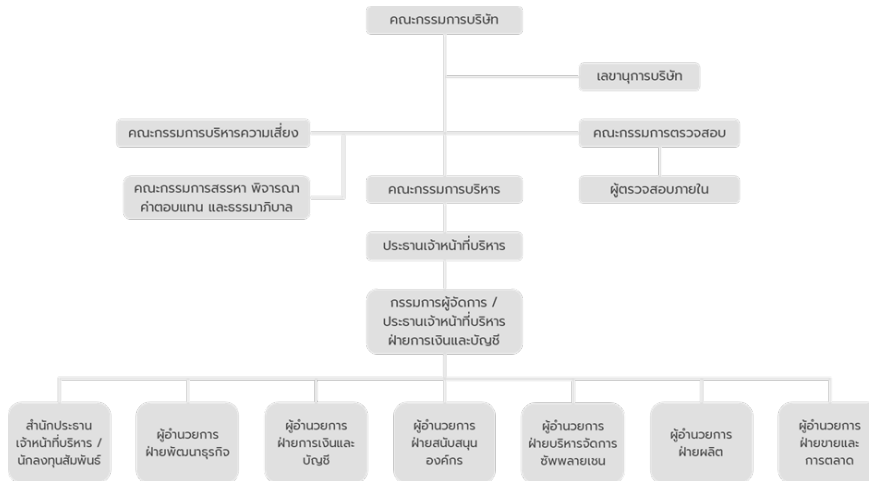 คณะกรรมการบริษัท
เลขานุการบริษัท
คณะกรรมการบริหารความเสี่ยง
คณะกรรมการตรวจสอบ
คณะกรรมการสรรหา พิจารณา
ค่าตอบแทน และธรรมาภิบาล
คณะกรรมการบริหาร
ผู้ตรวจสอบภายใน
ประธานเจ้าหน้าที่บริหาร
กรรมการผู้จัดการ /
ประธานเจ้าหน้าที่บริหาร
ฝ่ายการเงินและบัญชี
สำนักประธาน
เจ้าหน้าที่บริหาร /
นักลงทุนสัมพันธ์
ผู้อำนวยการ
ฝ่ายพัฒนาธุรกิจ
ผู้อำนวยการ
ฝ่ายการเงินและ
บัญชี
ผู้อำนวยการ
ฝ่ายสนับสนุน
องค์กร
ผู้อำนวยการ
ฝ่ายบริหารจัดการ
ซัพพลายเชน
ผู้อำนวยการ
ฝ่ายผลิต
ผู้อำนวยการ
ฝ่ายขายและ
การตลาด